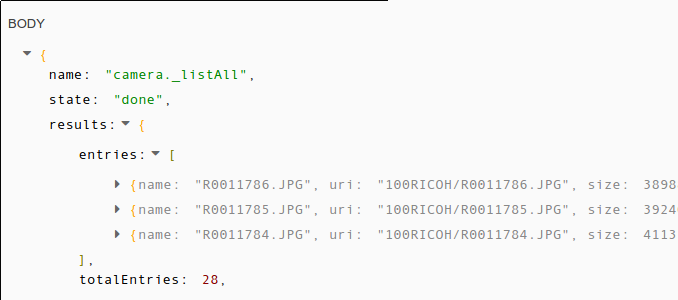 BODY
{
name: "camera._listAll",
state: "done",
results: {
entries: [
{name: "R0011786.JPG", uri: "100RICOH/R0011786.JPG", size: 3898
{name: "R0011785.JPG", uri: "100RICOH/R0011785.JPG", size: 3924
{name: "R0011784.JPG", uri: "100RICOH/R0011784.JPG", size: 4113
],
totalEntries: 28,